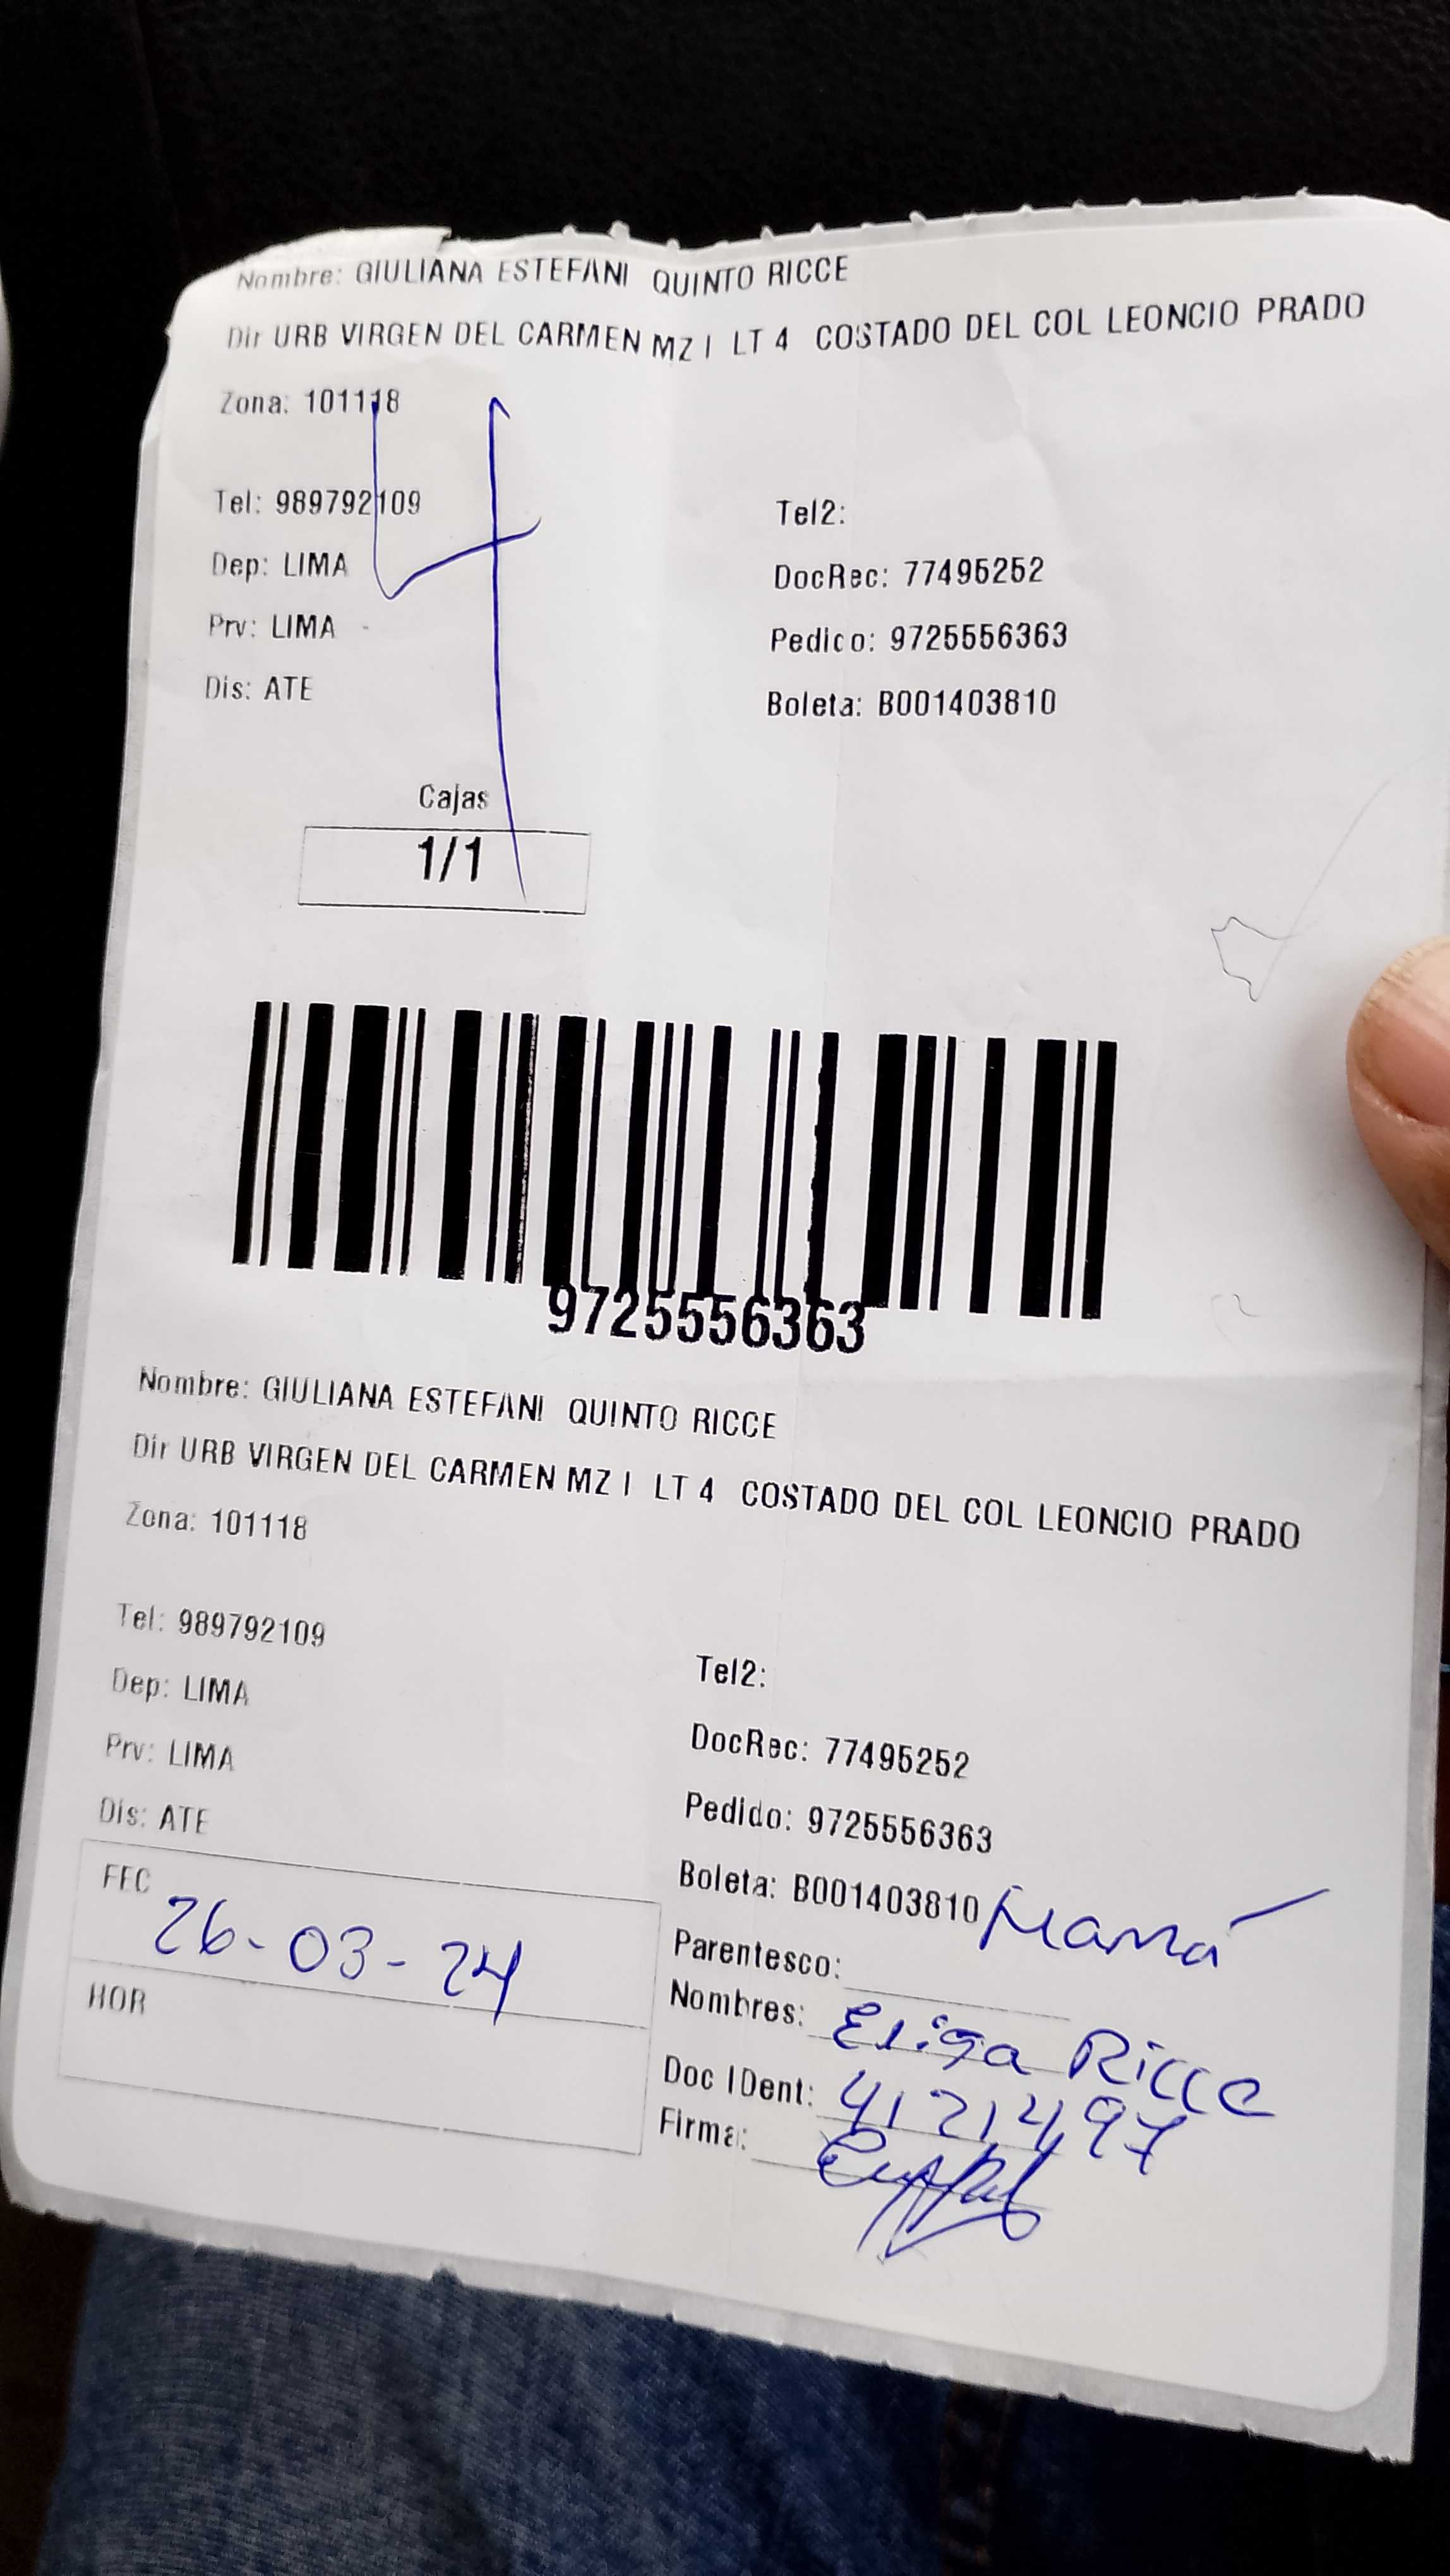 Nombre: GIULIANA ESTEFANI QUINTO RICCE
Dir URB VIRGEN DEL CARMEN MZ I LT 4 COSTADO DEL COL LEONCIO PRADO
Zona: 101118
4
Tel: 989792109
Tel2:
Dep: LIMA
DocRec: 77495252
Prv: LIMA
Pedico: 9725556363
Dis: ATE
Boleta: B001403810
Cajas
1/1
9725556363
Nombre: GIULIANA ESTEFANI QUINTO RICCE
Dir URB VIRGEN DEL CARMEN MZ I LT 4 COSTADO DEL COL LEONCIO PRADO
Zona: 101118
Tel: 989792109
Tel2:
Dep: LIMA
DocRec: 77495252
Prv: LIMA
Pedido: 9725556363
Dis: ATE
Boleta: B001403810
FEC 26-03-24
Parentesco: Mamá
HOR
Nombres: Elisa Ricce
Doc IDent: 4121497
Firma: